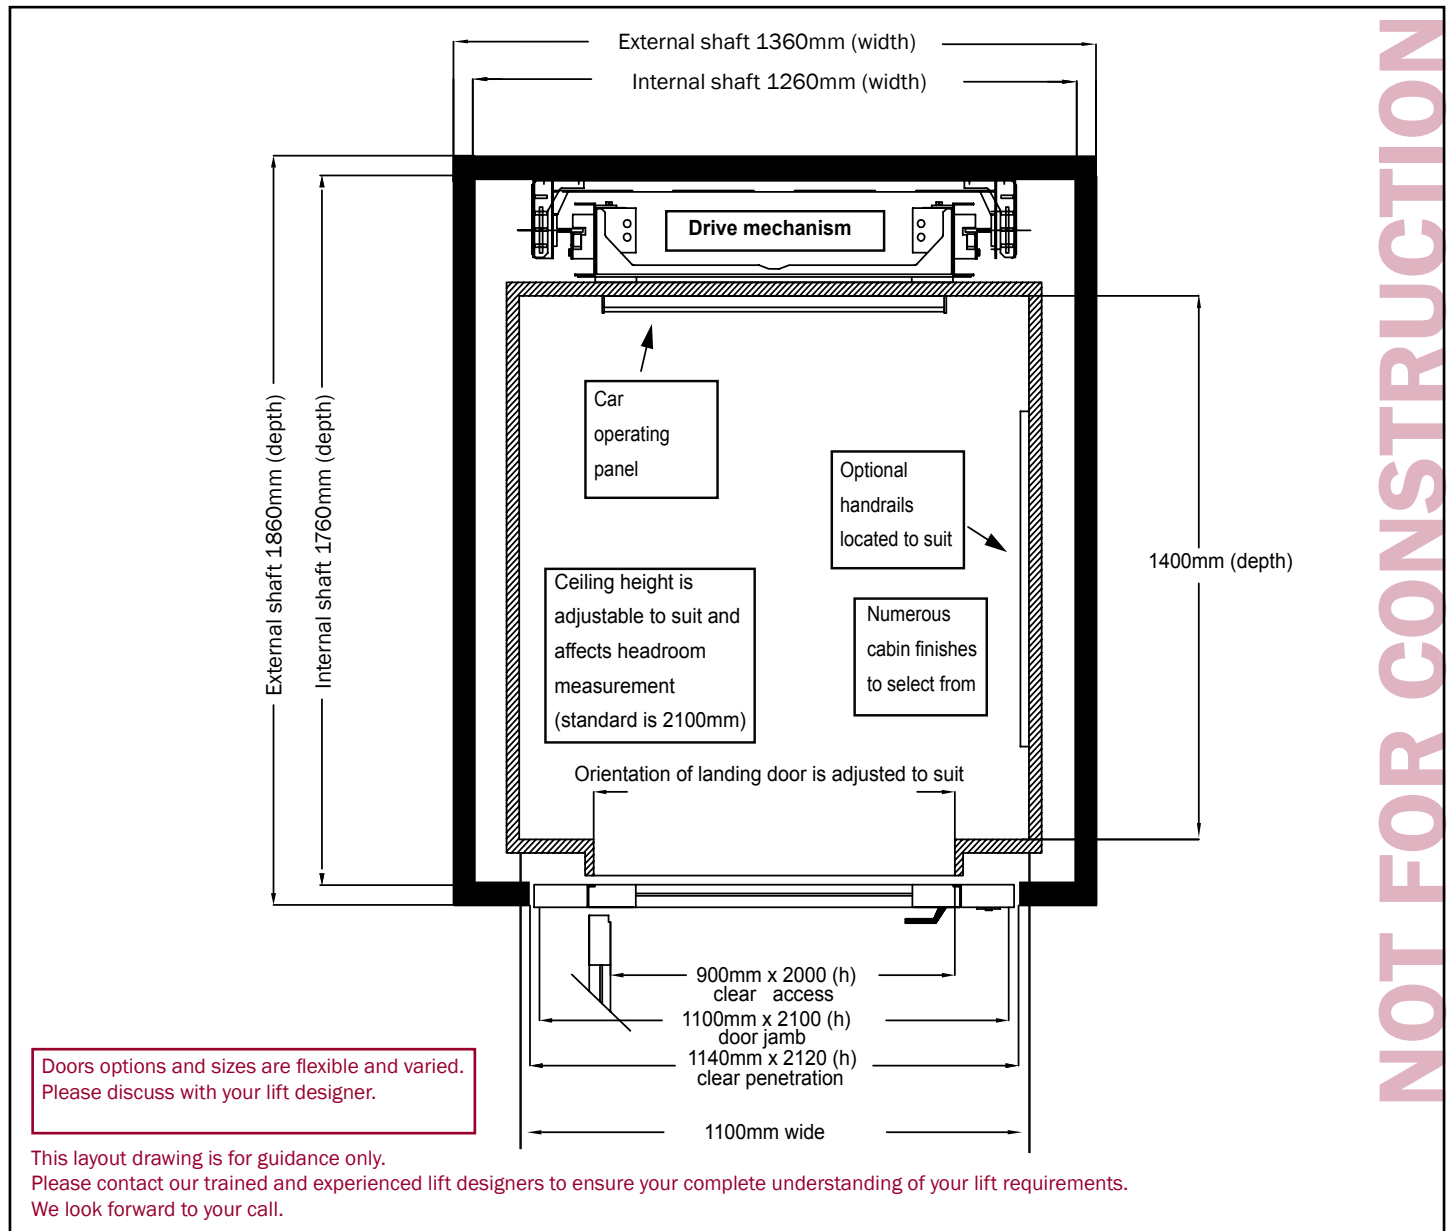 External shaft 1360mm (width)
Internal shaft 1260mm (width)
NOT FOR CONSTRUCTION
External shaft 1860mm (depth)
Internal shaft 1760mm (depth)
Drive mechanism
Car
operating
panel
Optional
handrails
located to suit
1400mm (depth)
Ceiling height is
adjustable to suit and
affects headroom
measurement
(standard is 2100mm)
Numerous
cabin finishes
to select from
Orientation of landing door is adjusted to suit
900mm x 2000 (h)
clear access
1100mm x 2100 (h)
door jamb
1140mm x 2120 (h)
clear penetration
1100mm wide
Doors options and sizes are flexible and varied.
Please discuss with your lift designer.
This layout drawing is for guidance only.
Please contact our trained and experienced lift designers to ensure your complete understanding of your lift requirements.
We look forward to your call.